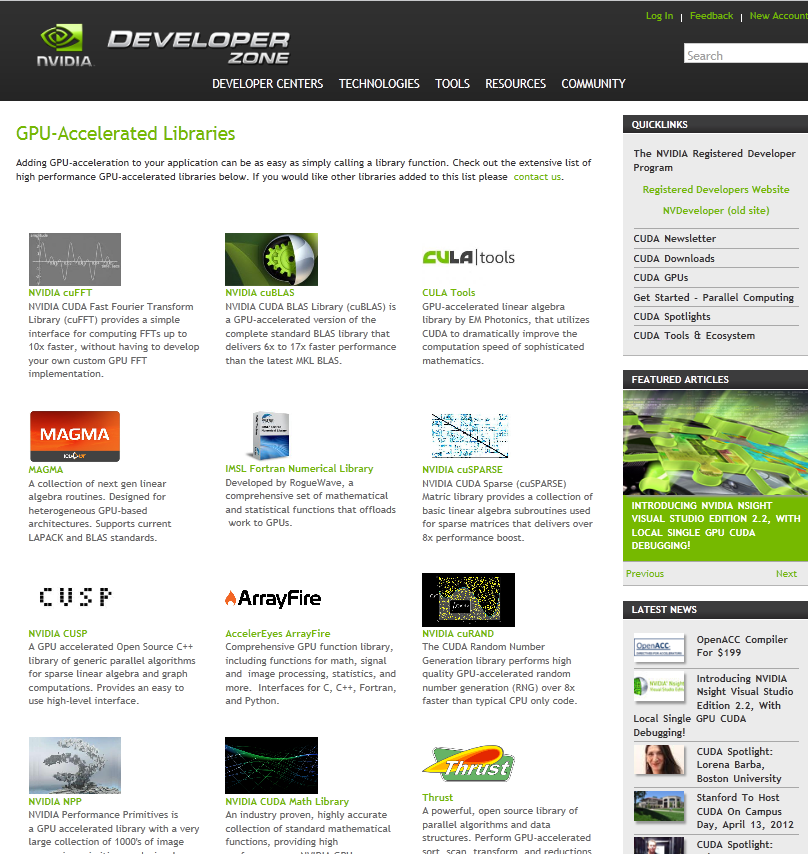 Log In | Feedback | New Account
NVIDIA
DEVELOPER
ZONE
Search
DEVELOPER CENTERS TECHNOLOGIES TOOLS RESOURCES COMMUNITY
GPU-Accelerated Libraries
Adding GPU-acceleration to your application can be as easy as simply calling a library function. Check out the extensive list of
high performance GPU-accelerated libraries below. If you would like other libraries added to this list please contact us.
NVIDIA cuFFT
NVIDIA CUDA Fast Fourier Transform
Library (cuFFT) provides a simple
interface for computing FFTs up to
10x faster, without having to develop
your own custom GPU FFT
implementation.
NVIDIA cuBLAS
NVIDIA CUDA BLAS Library (cuBLAS) is
a GPU-accelerated version of the
complete standard BLAS library that
delivers 6x to 17x faster performance
than the latest MKL BLAS.
CULA|tools
CULA Tools
GPU-accelerated linear algebra
library by EM Photonics, that utilizes
CUDA to dramatically improve the
computation speed of sophisticated
mathematics.
MAGMA
MAGMA
A collection of next gen linear
algebra routines. Designed for
heterogeneous GPU-based
architectures. Supports current
LAPACK and BLAS standards.
IMSL Fortran Numerical Library
Developed by RogueWave, a
comprehensive set of mathematical
and statistical functions that offloads
work to GPUs.
NVIDIA cuSPARSE
NVIDIA CUDA Sparse (cuSPARSE)
Matric library provides a collection of
basic linear algebra subroutines used
for sparse matrices that delivers over
8x performance boost.
CUSP
NVIDIA CUSP
A GPU accelerated Open Source C++
library of generic parallel algorithms
for sparse linear algebra and graph
computations. Provides an easy to
use high-level interface.
ArrayFire
AccelerEyes ArrayFire
Comprehensive GPU function library,
including functions for math, signal
and image processing, statistics, and
more. Interfaces for C, C++, Fortran,
and Python.
NVIDIA cuRAND
The CUDA Random Number
Generation library performs high
quality GPU-accelerated random
number generation (RNG) over 8x
faster than typical CPU only code.
NVIDIA NPP
NVIDIA Performance Primitives is
a GPU accelerated library with a very
large collection of 1000's of image
NVIDIA CUDA Math Library
An industry proven, highly accurate
collection of standard mathematical
functions, providing high
Thrust
Thrust
A powerful, open source library of
parallel algorithms and data
structures. Perform GPU-accelerated
sort, scan, transform, and reductions
QUICKLINKS
The NVIDIA Registered Developer
Program
Registered Developers Website
NVDeveloper (old site)
CUDA Newsletter
CUDA Downloads
CUDA GPUs
Get Started - Parallel Computing
CUDA Spotlights
CUDA Tools & Ecosystem
FEATURED ARTICLES
INTRODUCING NVIDIA NSIGHT
VISUAL STUDIO EDITION 2.2, WITH
LOCAL SINGLE GPU CUDA
DEBUGGING!
Previous Next
LATEST NEWS
OpenACC
OpenACC Compiler
For $199
Introducing NVIDIA
Nsight Visual Studio
Edition 2.2, With
Local Single GPU CUDA
Debugging!
CUDA Spotlight:
Lorena Barba,
Boston University
Stanford To Host
CUDA On Campus
Day, April 13, 2012
CUDA Spotlight: